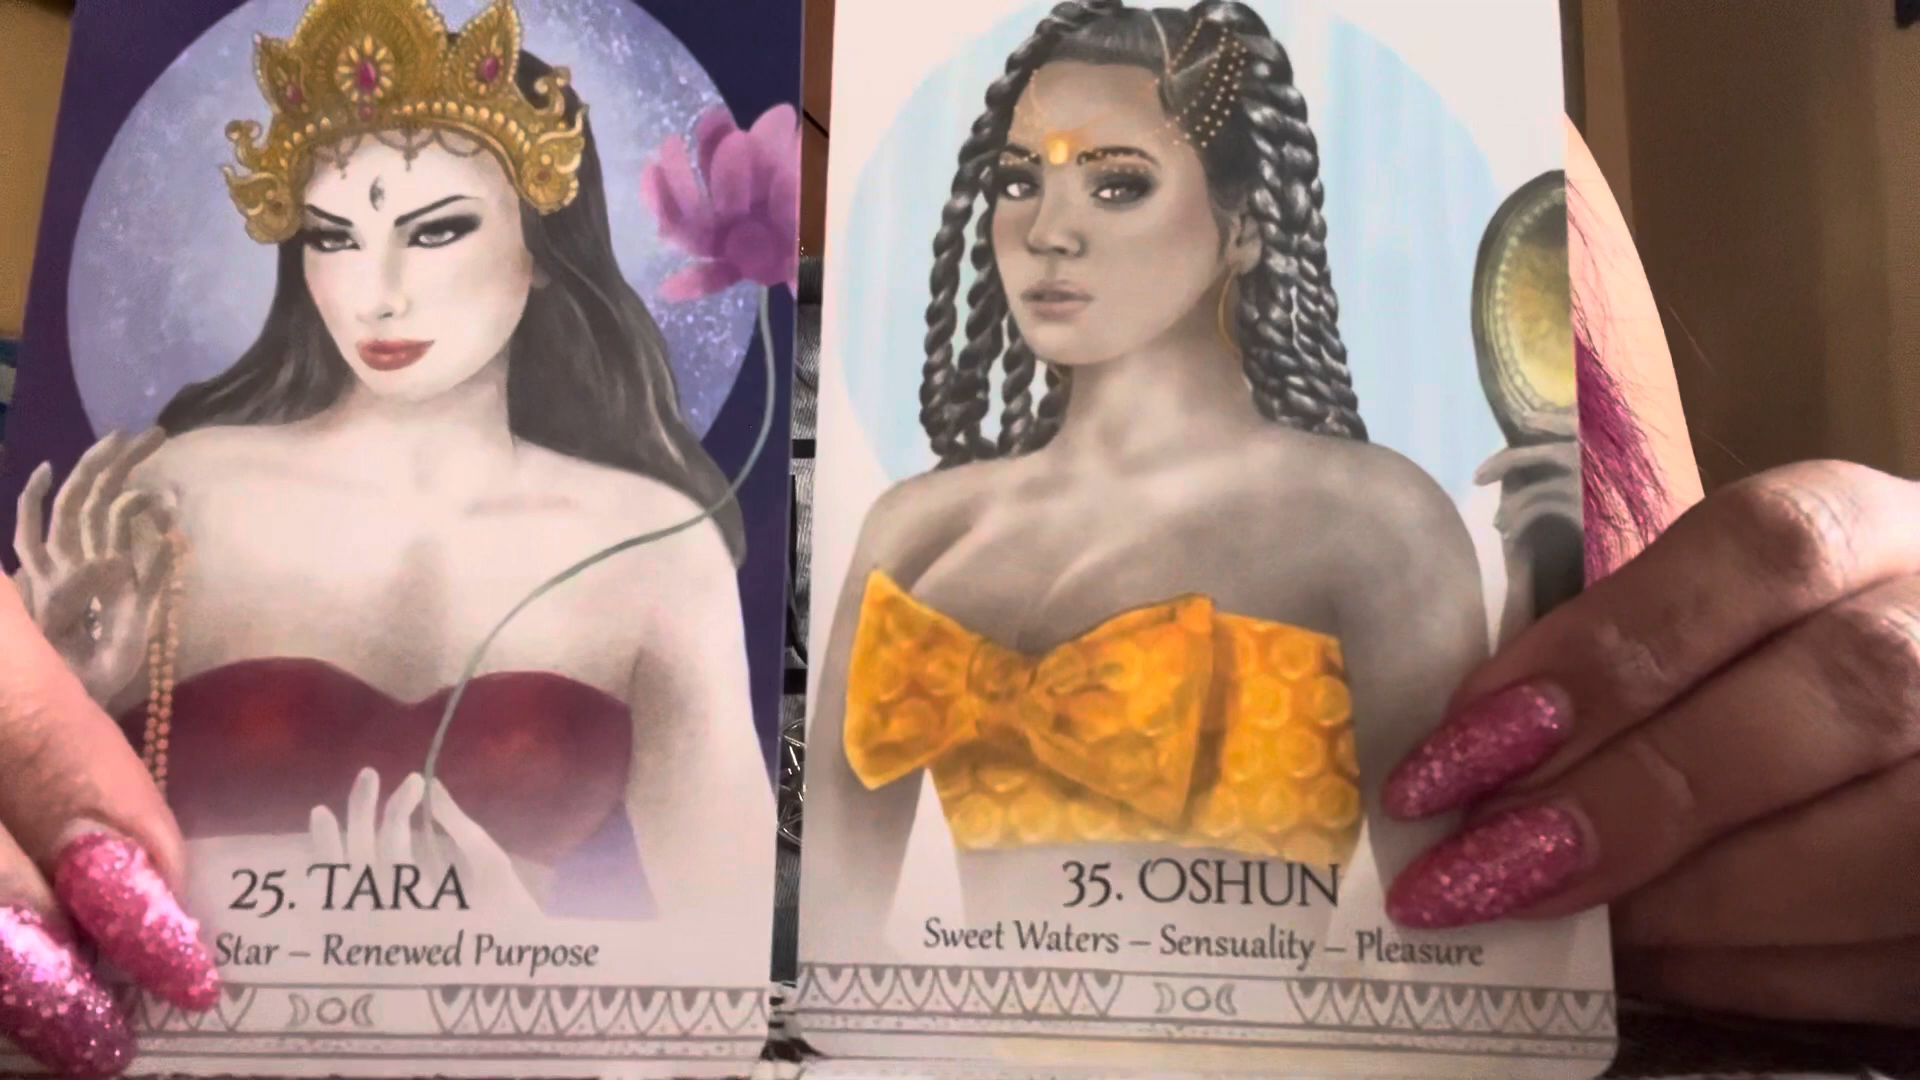 25. TARA
Star – Renewed Purpose
35. OSHUN
Sweet Waters – Sensuality – Pleasure